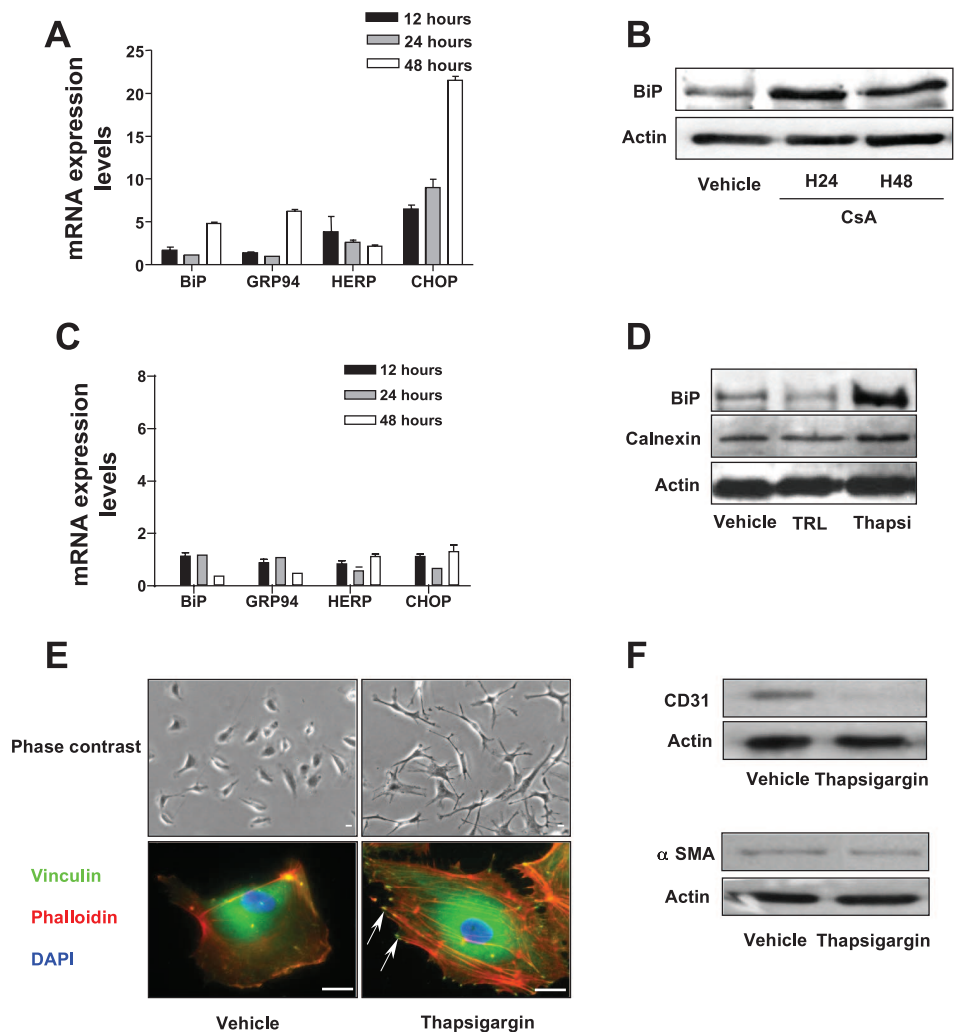 A
12 hours
24 hours
48 hours
mRNA expression
levels
25
20
15
10
5
0
BiP GRP94 HERP CHOP
B
BiP
Actin
Vehicle H24 H48
CsA
C
12 hours
24 hours
48 hours
mRNA expression
levels
8
6
4
2
0
BiP GRP94 HERP CHOP
D
BiP
Calnexin
Actin
Vehicle TRL Thapsi
E
Phase contrast
Vinculin
Phalloidin
DAPI
Vehicle Thapsigargin
F
CD31
Actin
Vehicle Thapsigargin
α SMA
Actin
Vehicle Thapsigargin